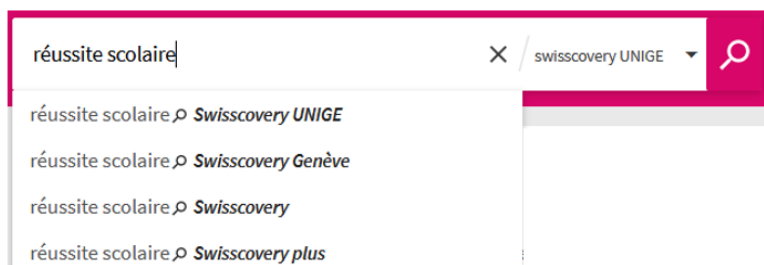 réussite scolaire swisscovery UNIGE
réussite scolaire Swisscovery UNIGE
réussite scolaire Swisscovery Genève
réussite scolaire Swisscovery
réussite scolaire Swisscovery plus